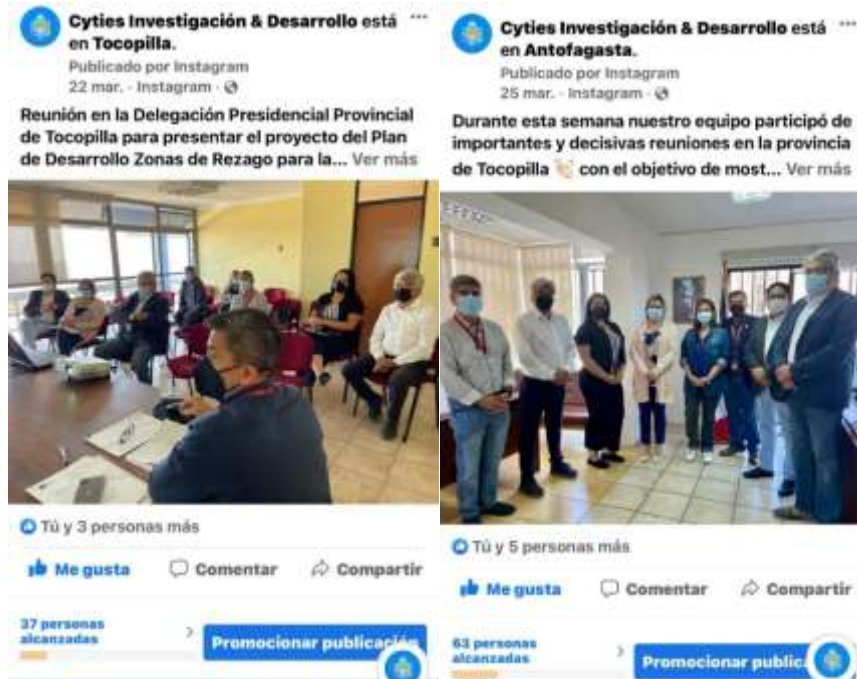 Cyties Investigación & Desarrollo está
en Tocopilla.
Publicado por Instagram
22 mar. · Instagram ·
Reunión en la Delegación Presidencial Provincial
de Tocopilla para presentar el proyecto del Plan
de Desarrollo Zonas de Rezago para la... Ver más
Tú y 3 personas más
Me gusta
Comentar
Compartir
37 personas
alcanzadas
Promocionar publicación
Cyties Investigación & Desarrollo está
en Antofagasta.
Publicado por Instagram
25 mar. · Instagram ·
Durante esta semana nuestro equipo participó de
importantes y decisivas reuniones en la provincia
de Tocopilla 👏🏻 con el objetivo de most... Ver más
Tú y 5 personas más
Me gusta
Comentar
Compartir
63 personas
alcanzadas
Promocionar public